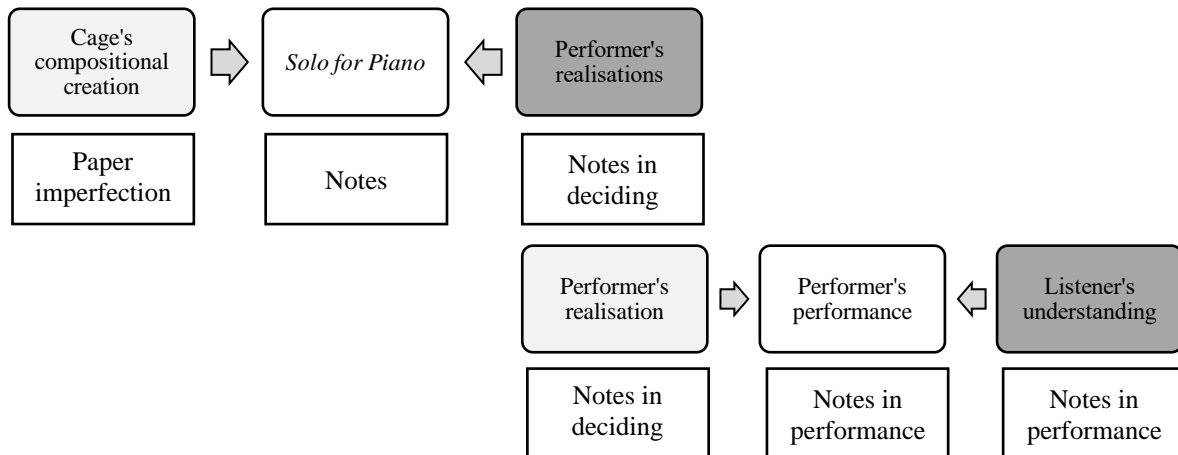 Cage's
compositional
creation
Solo for Piano
Performer's
realisations
Paper
imperfection
Notes
Notes in
deciding
Performer's
realisation
Performer's
performance
Listener's
understanding
Notes in
deciding
Notes in
performance
Notes in
performance